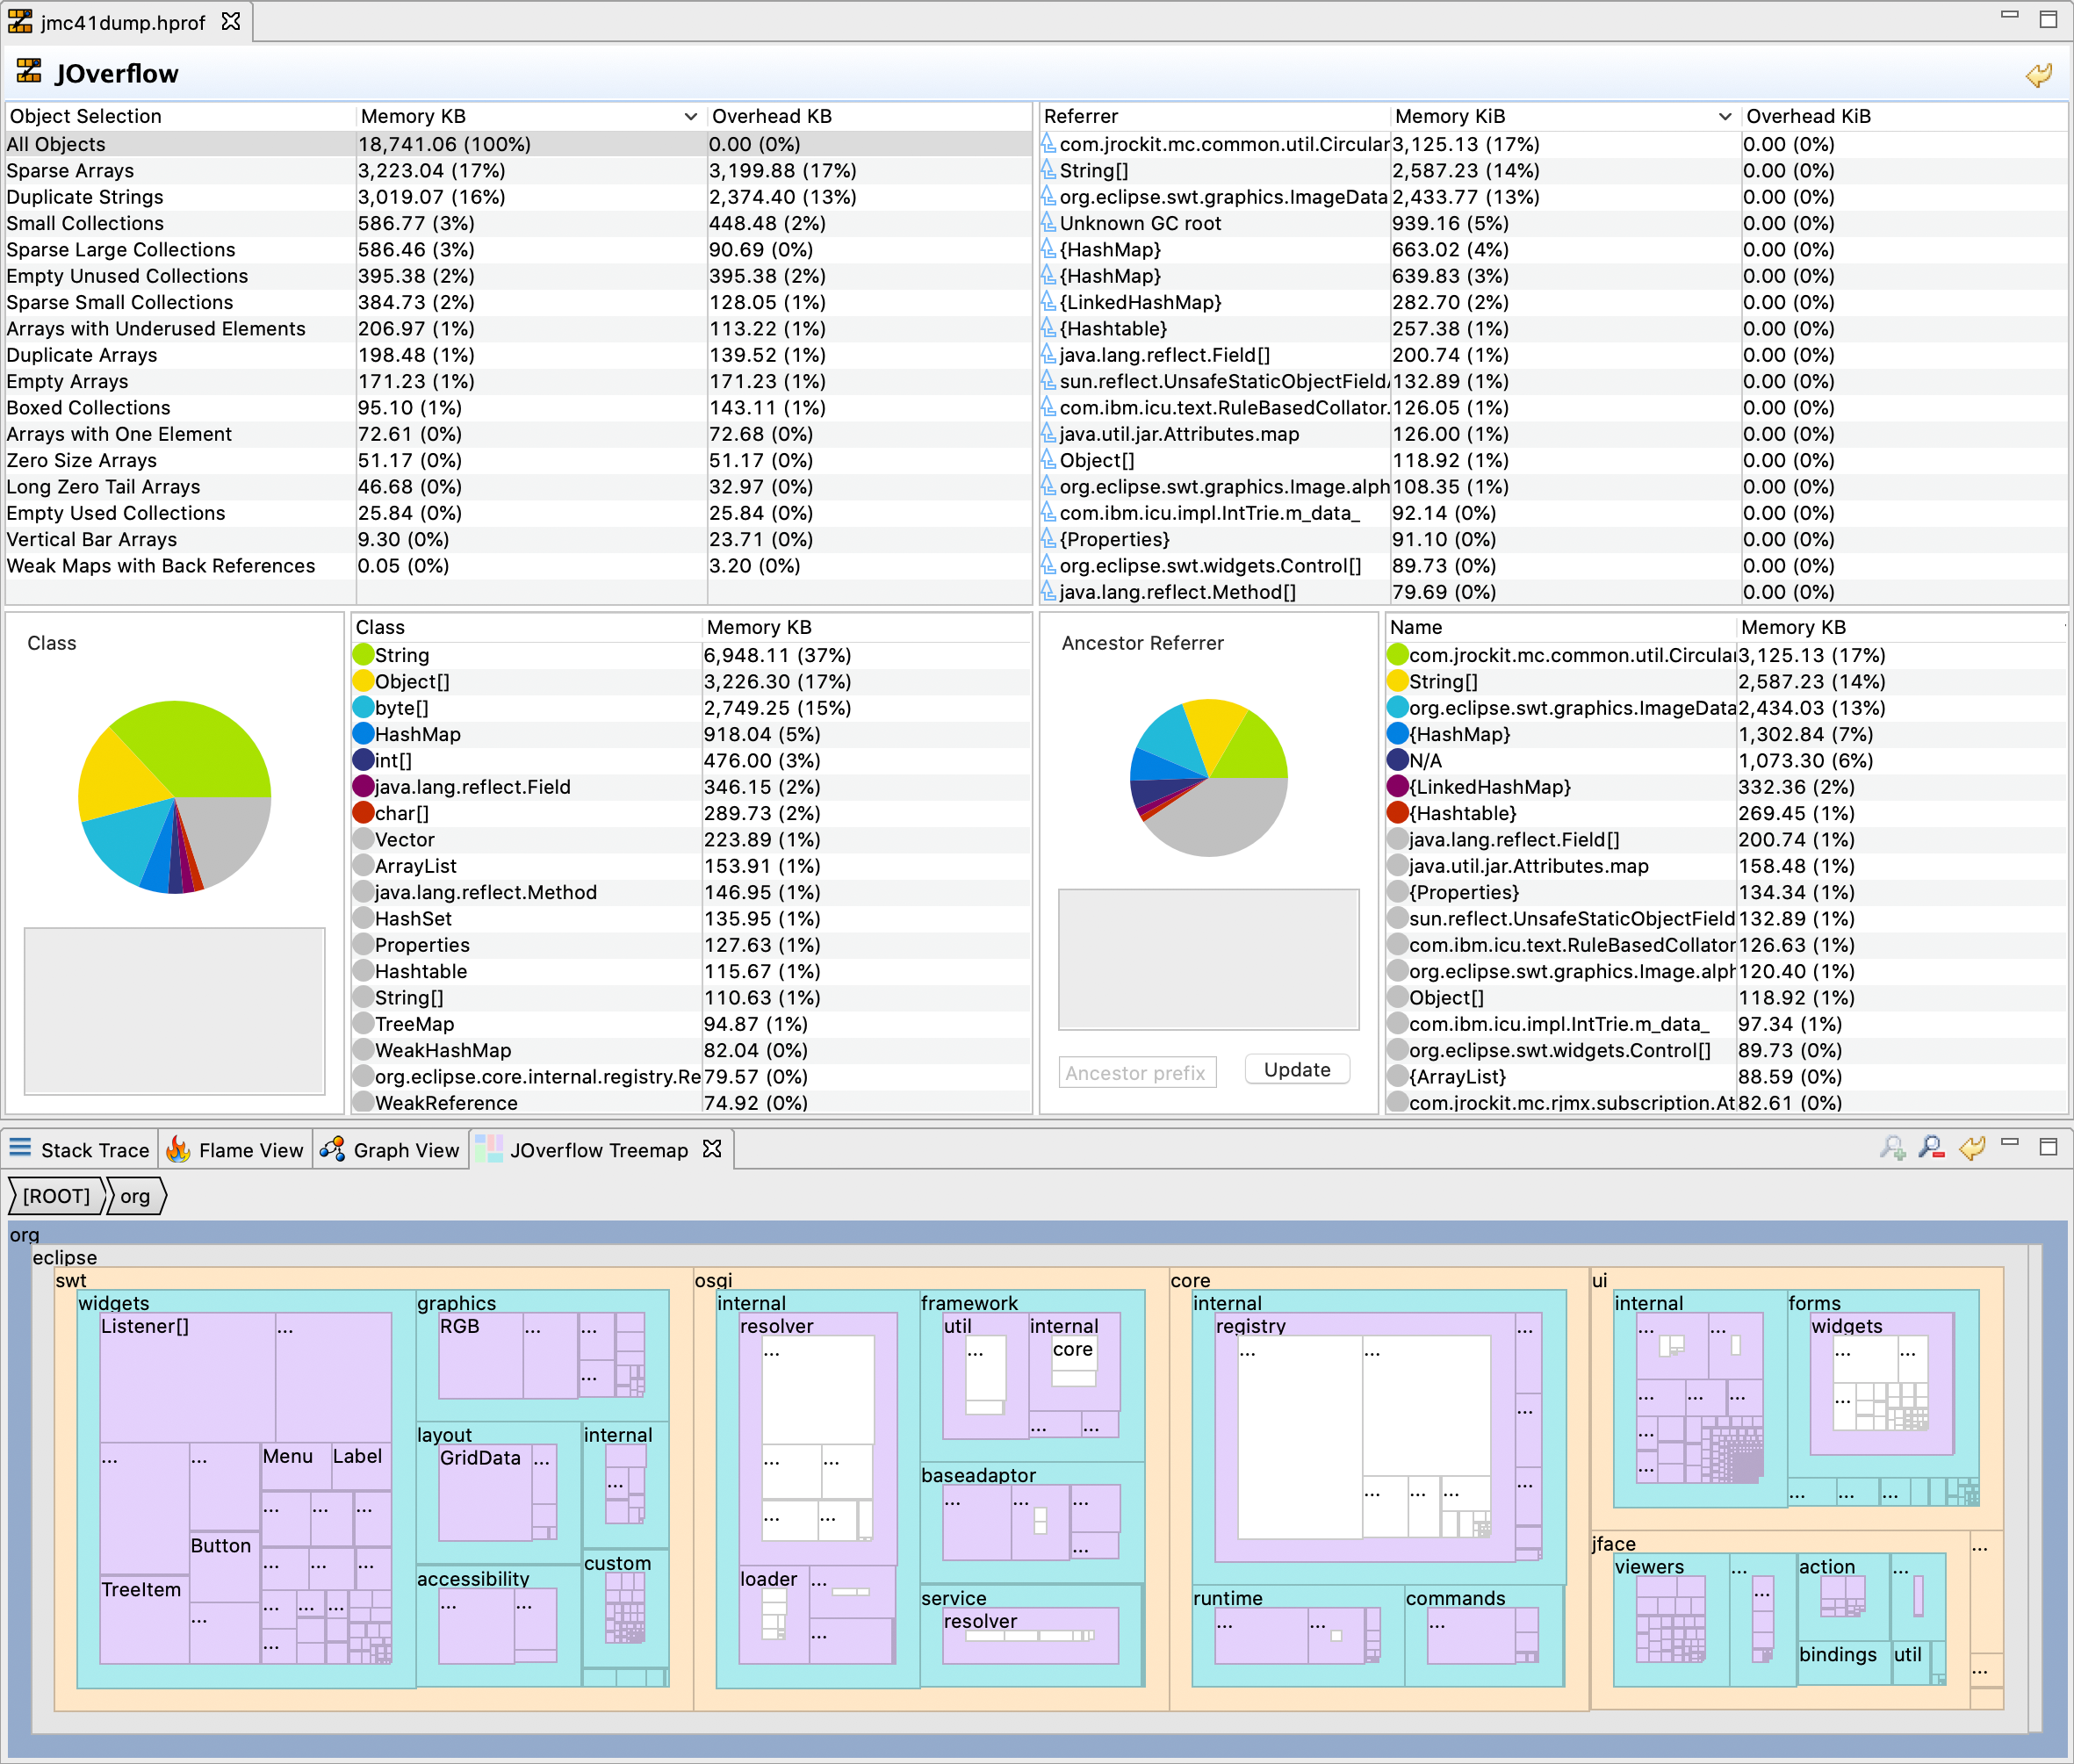 jmc41dump.hprof
JOverflow
Object Selection Memory KB Overhead KB
All Objects 18,741.06 (100%) 0.00 (0%)
Sparse Arrays 3,223.04 (17%) 3,199.88 (17%)
Duplicate Strings 3,019.07 (16%) 2,374.40 (13%)
Small Collections 586.77 (3%) 448.48 (2%)
Sparse Large Collections 586.46 (3%) 90.69 (0%)
Empty Unused Collections 395.38 (2%) 395.38 (2%)
Sparse Small Collections 384.73 (2%) 128.05 (1%)
Arrays with Underused Elements 206.97 (1%) 113.22 (1%)
Duplicate Arrays 198.48 (1%) 139.52 (1%)
Empty Arrays 171.23 (1%) 171.23 (1%)
Boxed Collections 95.10 (1%) 143.11 (1%)
Arrays with One Element 72.61 (0%) 72.68 (0%)
Zero Size Arrays 51.17 (0%) 51.17 (0%)
Long Zero Tail Arrays 46.68 (0%) 32.97 (0%)
Empty Used Collections 25.84 (0%) 25.84 (0%)
Vertical Bar Arrays 9.30 (0%) 23.71 (0%)
Weak Maps with Back References 0.05 (0%) 3.20 (0%)
Referrer Memory KiB Overhead KiB
com.jrockit.mc.common.util.Circular 3,125.13 (17%) 0.00 (0%)
String[] 2,587.23 (14%) 0.00 (0%)
org.eclipse.swt.graphics.ImageData 2,433.77 (13%) 0.00 (0%)
Unknown GC root 939.16 (5%) 0.00 (0%)
{HashMap} 663.02 (4%) 0.00 (0%)
{HashMap} 639.83 (3%) 0.00 (0%)
{LinkedHashMap} 282.70 (2%) 0.00 (0%)
{Hashtable} 257.38 (1%) 0.00 (0%)
java.lang.reflect.Field[] 200.74 (1%) 0.00 (0%)
sun.reflect.UnsafeStaticObjectField 132.89 (1%) 0.00 (0%)
com.ibm.icu.text.RuleBasedCollator. 126.05 (1%) 0.00 (0%)
java.util.jar.Attributes.map 126.00 (1%) 0.00 (0%)
Object[] 118.92 (1%) 0.00 (0%)
org.eclipse.swt.graphics.Image.alph 108.35 (1%) 0.00 (0%)
com.ibm.icu.impl.IntTrie.m_data_ 92.14 (0%) 0.00 (0%)
{Properties} 91.10 (0%) 0.00 (0%)
org.eclipse.swt.widgets.Control[] 89.73 (0%) 0.00 (0%)
java.lang.reflect.Method[] 79.69 (0%) 0.00 (0%)
Class
Class Memory KB
String 6,948.11 (37%)
Object[] 3,226.30 (17%)
byte[] 2,749.25 (15%)
HashMap 918.04 (5%)
int[] 476.00 (3%)
java.lang.reflect.Field 346.15 (2%)
char[] 289.73 (2%)
Vector 223.89 (1%)
ArrayList 153.91 (1%)
java.lang.reflect.Method 146.95 (1%)
HashSet 135.95 (1%)
Properties 127.63 (1%)
Hashtable 115.67 (1%)
String[] 110.63 (1%)
TreeMap 94.87 (1%)
WeakHashMap 82.04 (0%)
org.eclipse.core.internal.registry.Re 79.57 (0%)
WeakReference 74.92 (0%)
Ancestor Referrer
Ancestor prefix Update
Name Memory KB
com.jrockit.mc.common.util.Circular 3,125.13 (17%)
String[] 2,587.23 (14%)
org.eclipse.swt.graphics.ImageData 2,434.03 (13%)
{HashMap} 1,302.84 (7%)
N/A 1,073.30 (6%)
{LinkedHashMap} 332.36 (2%)
{Hashtable} 269.45 (1%)
java.lang.reflect.Field[] 200.74 (1%)
java.util.jar.Attributes.map 158.48 (1%)
{Properties} 134.34 (1%)
sun.reflect.UnsafeStaticObjectField 132.89 (1%)
com.ibm.icu.text.RuleBasedCollator 126.63 (1%)
org.eclipse.swt.graphics.Image.alph 120.40 (1%)
Object[] 118.92 (1%)
com.ibm.icu.impl.IntTrie.m_data_ 97.34 (1%)
org.eclipse.swt.widgets.Control[] 89.73 (0%)
{ArrayList} 88.59 (0%)
com.jrockit.mc.rjmx.subscription.At 82.61 (0%)
Stack Trace Flame View Graph View JOverflow Treemap
[ROOT] org
org
eclipse
swt
widgets
Listener[] ...
... ... Menu Label
... ... ...
Button
... ... ...
TreeItem
... ... ...
...
...
graphics
RGB ... ...
...
layout
GridData ...
internal
...
accessibility
... ...
custom
osgi
internal
resolver
...
... ...
... ...
loader ...
...
framework
util internal
... core
... ...
baseadaptor
... ... ...
...
service
resolver
core
internal
registry ...
... ...
...
... ... ...
...
runtime
... ...
commands
...
ui
internal
... ...
... ... ...
...
...
forms
widgets
... ...
...
... ... ...
jface
viewers ... action ...
...
bindings util
...
...